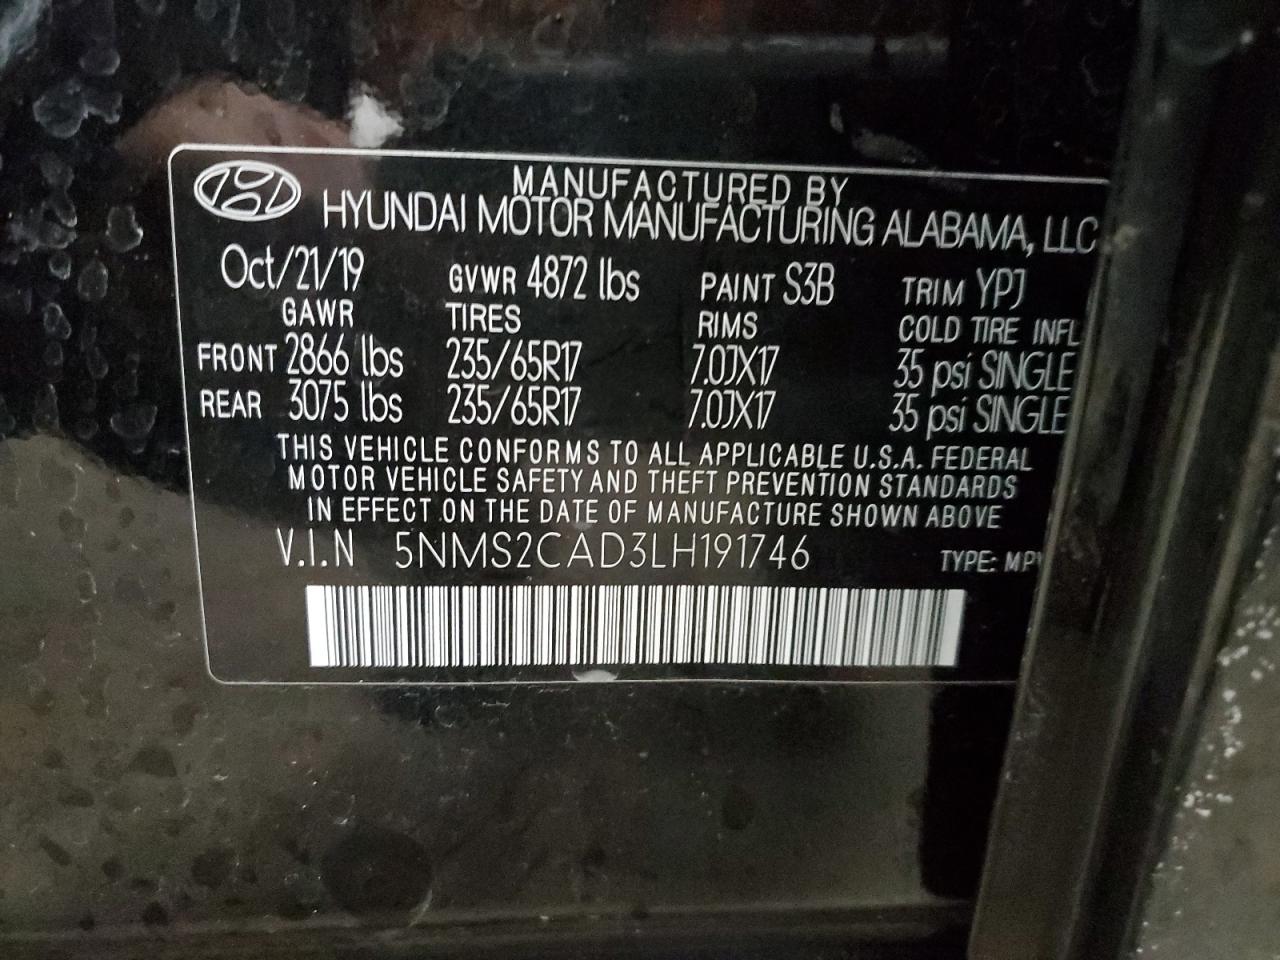 MANUFACTURED BY
HYUNDAI MOTOR MANUFACTURING ALABAMA, LLC
Oct/21/19 GVWR 4872 lbs PAINT S3B TRIM YPJ
GAWR TIRES RIMS COLD TIRE INFL
FRONT 2866 lbs 235/65R17 7.0JX17 35 psi SINGLE
REAR 3075 lbs 235/65R17 7.0JX17 35 psi SINGLE
THIS VEHICLE CONFORMS TO ALL APPLICABLE U.S.A. FEDERAL
MOTOR VEHICLE SAFETY AND THEFT PREVENTION STANDARDS
IN EFFECT ON THE DATE OF MANUFACTURE SHOWN ABOVE
V.I.N 5NMS2CAD3LH191746 TYPE: MPV